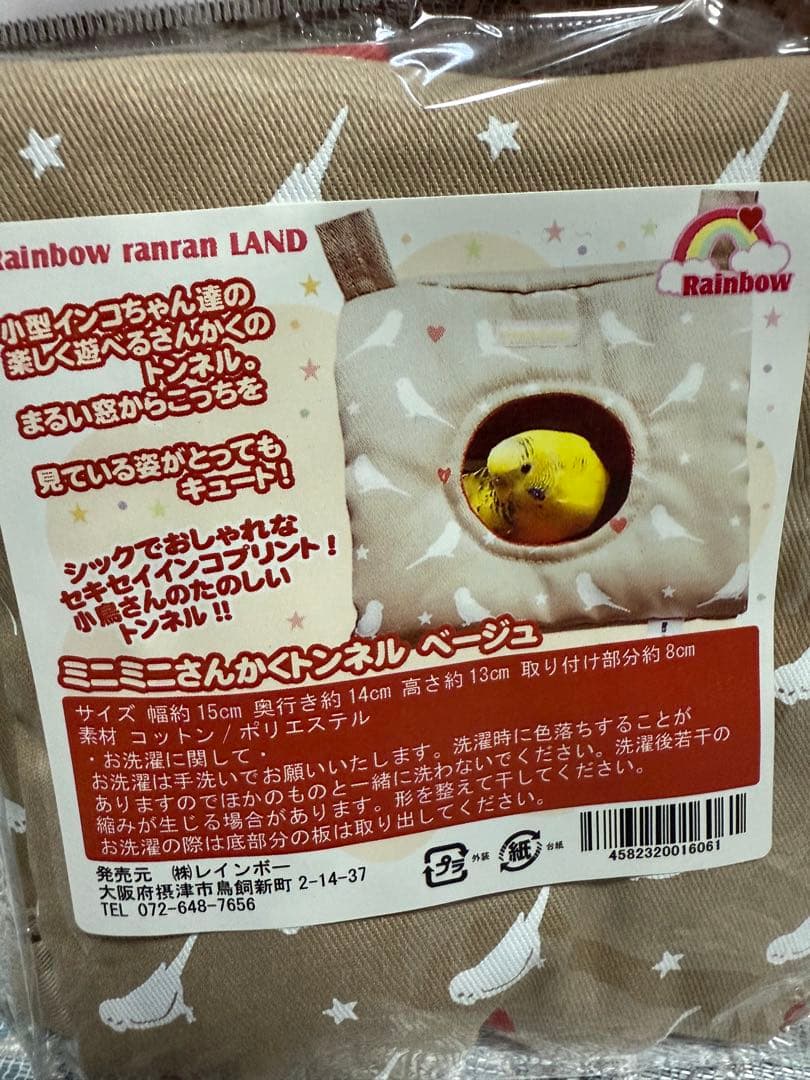 Rainbow ranran LAND
Rainbow
小型インコちゃん達の
楽しく遊べるさんかくの
トンネル。
まるい窓からこっちを
見ている姿がとっても
キュート!
シックでおしゃれな
セキセイインコプリント!
小鳥さんのたのしい
トンネル!!
ミニミニさんかくトンネル ベージュ
サイズ 幅約15cm 奥行き約14cm 高さ約13cm 取り付け部分約8cm
素材 コットン/ポリエステル
・お洗濯に関して・
お洗濯は手洗いでお願いいたします。洗濯時に色落ちすることが
ありますのでほかのものと一緒に洗わないでください。洗濯後若干の
縮みが生じる場合があります。形を整えて干してください。
お洗濯の際は底部分の板は取り出してください。
発売元 ㈱レインボー
大阪府摂津市鳥飼新町 2-14-37
TEL 072-648-7656
プラ 外装
紙 台紙
4582320016061